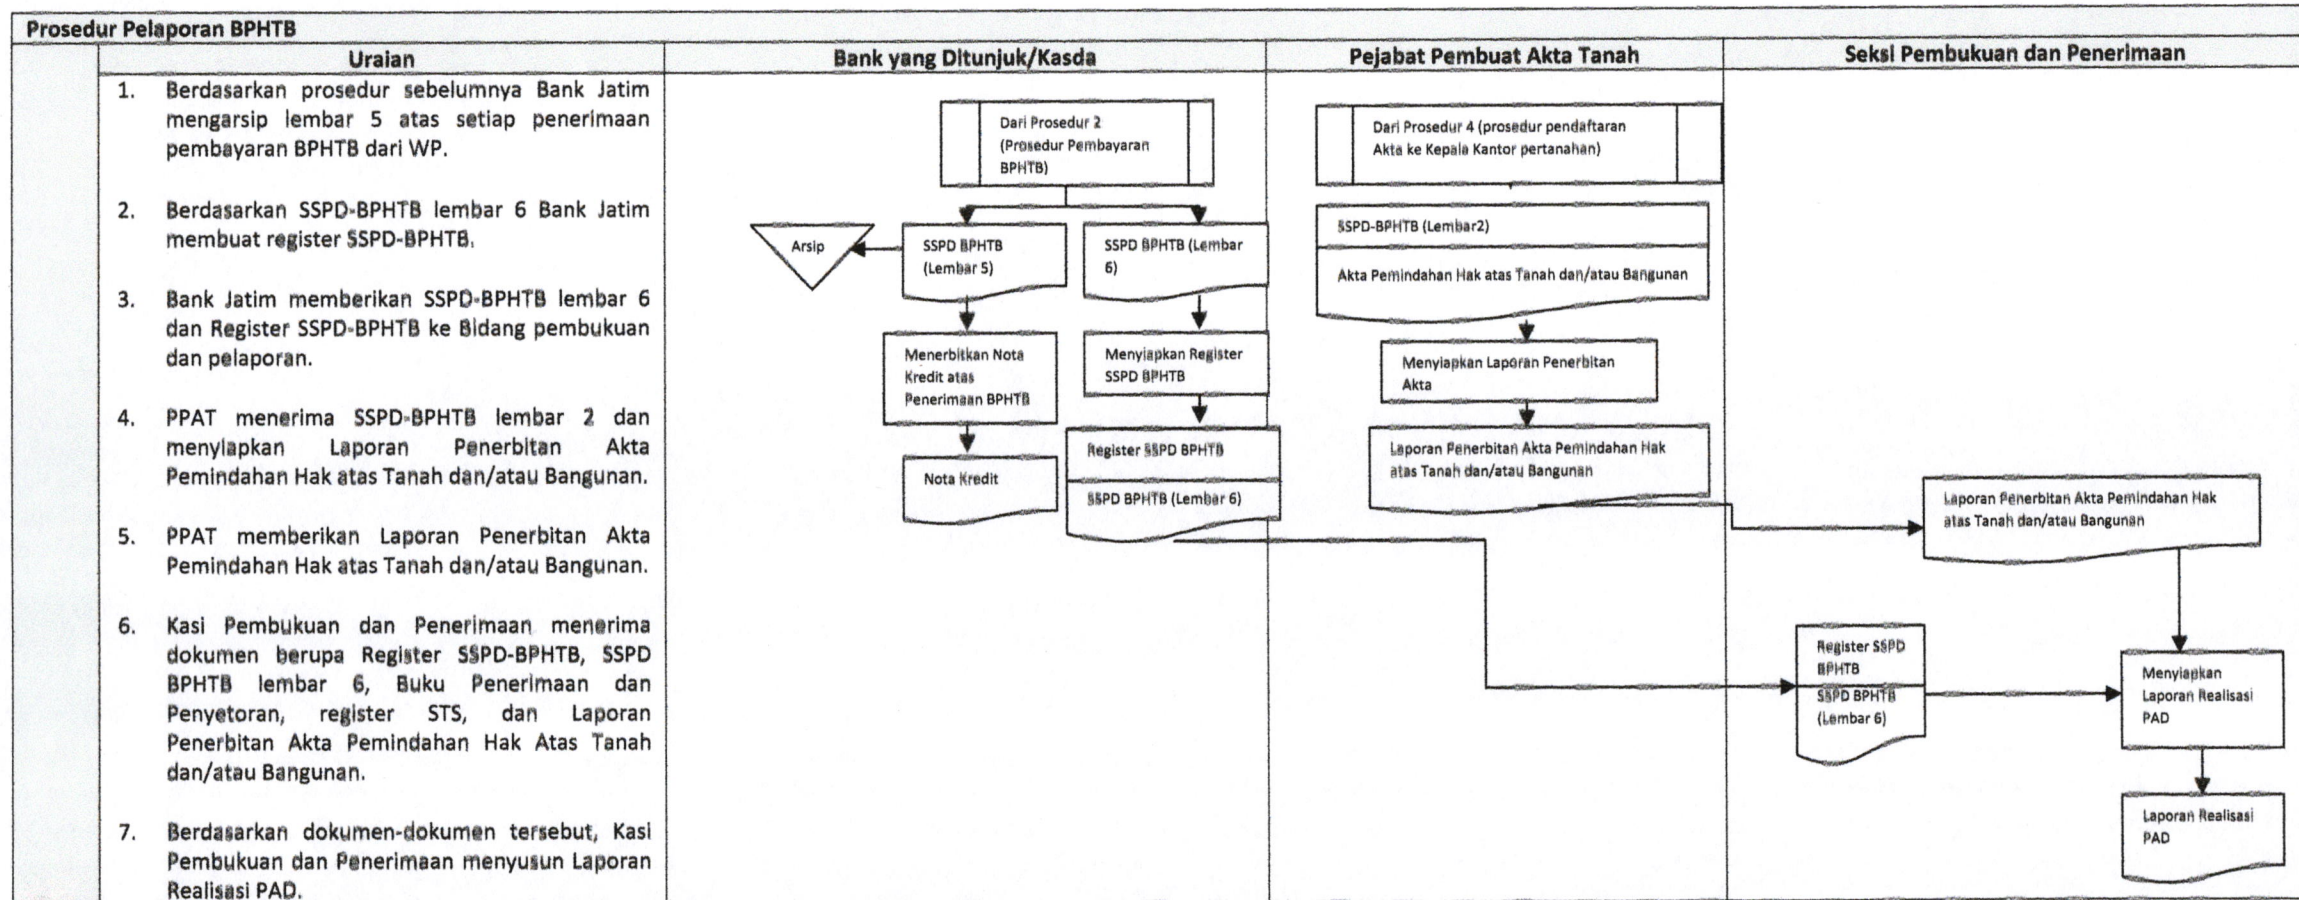 Prosedur Pelaporan BPHTB
Uraian
Bank yang Ditunjuk/Kasda
Pejabat Pembuat Akta Tanah
Seksi Pembukuan dan Penerimaan
1. Berdasarkan prosedur sebelumnya Bank Jatim
mengarsip lembar 5 atas setiap penerimaan
pembayaran BPHTB dari WP.
2. Berdasarkan SSPD-BPHTB lembar 6 Bank Jatim
membuat register SSPD-BPHTB.
3. Bank Jatim memberikan SSPD-BPHTB lembar 6
dan Register SSPD-BPHTB ke Bidang pembukuan
dan pelaporan.
4. PPAT menerima SSPD-BPHTB lembar 2 dan
menyiapkan Laporan Penerbitan Akta
Pemindahan Hak atas Tanah dan/atau Bangunan.
5. PPAT memberikan Laporan Penerbitan Akta
Pemindahan Hak atas Tanah dan/atau Bangunan.
6. Kasi Pembukuan dan Penerimaan menerima
dokumen berupa Register SSPD-BPHTB, SSPD
BPHTB lembar 6, Buku Penerimaan dan
Penyetoran, register STS, dan Laporan
Penerbitan Akta Pemindahan Hak Atas Tanah
dan/atau Bangunan.
7. Berdasarkan dokumen-dokumen tersebut, Kasi
Pembukuan dan Penerimaan menyusun Laporan
Realisasi PAD.
Dari Prosedur 2
(Prosedur Pembayaran
BPHTB)
Arsip
SSPD BPHTB
(Lembar 5)
SSPD BPHTB (Lembar
6)
Menerbitkan Nota
Kredit atas
Penerimaan BPHTB
Menyiapkan Register
SSPD BPHTB
Nota Kredit
Register SSPD BPHTB
SSPD BPHTB (Lembar 6)
Dari Prosedur 4 (prosedur pendaftaran
Akta ke Kepala Kantor pertanahan)
SSPD-BPHTB (Lembar2)
Akta Pemindahan Hak atas Tanah dan/atau Bangunan
Menyiapkan Laporan Penerbitan
Akta
Laporan Penerbitan Akta Pemindahan Hak
atas Tanah dan/atau Bangunan
Laporan Penerbitan Akta Pemindahan Hak
atas Tanah dan/atau Bangunan
Register SSPD
BPHTB
SSPD BPHTB
(Lembar 6)
Menyiapkan
Laporan Realisasi
PAD
Laporan Realisasi
PAD